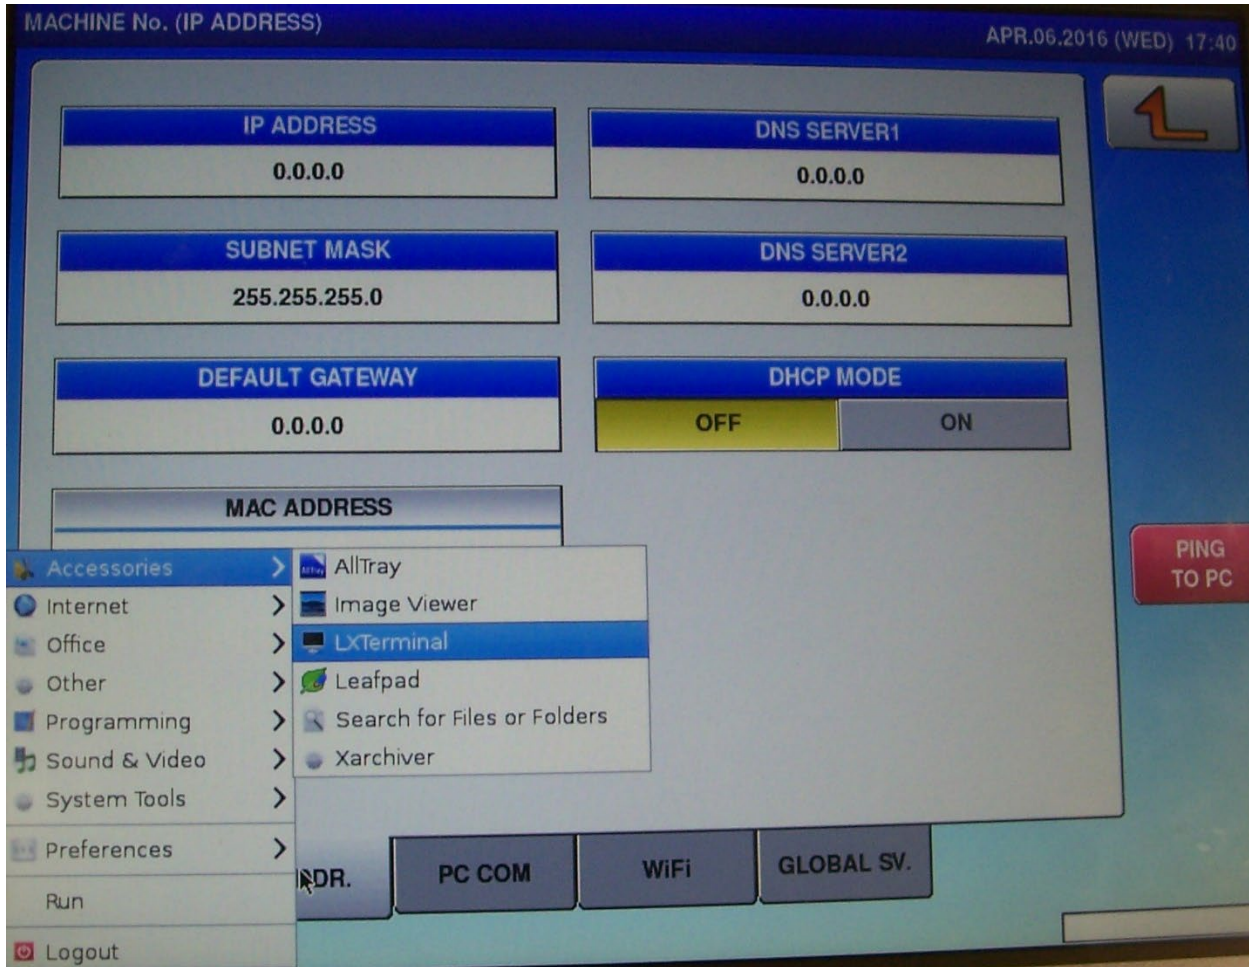 MACHINE No. (IP ADDRESS)
APR.06.2016 (WED) 17:40
IP ADDRESS
0.0.0.0
DNS SERVER1
0.0.0.0
SUBNET MASK
255.255.255.0
DNS SERVER2
0.0.0.0
DEFAULT GATEWAY
0.0.0.0
DHCP MODE
OFF
ON
MAC ADDRESS
PING
TO PC
Accessories
Internet
Office
Other
Programming
Sound & Video
System Tools
Preferences
Run
Logout
AllTray
Image Viewer
LXTerminal
Leafpad
Search for Files or Folders
Xarchiver
DR.
PC COM
WiFi
GLOBAL SV.